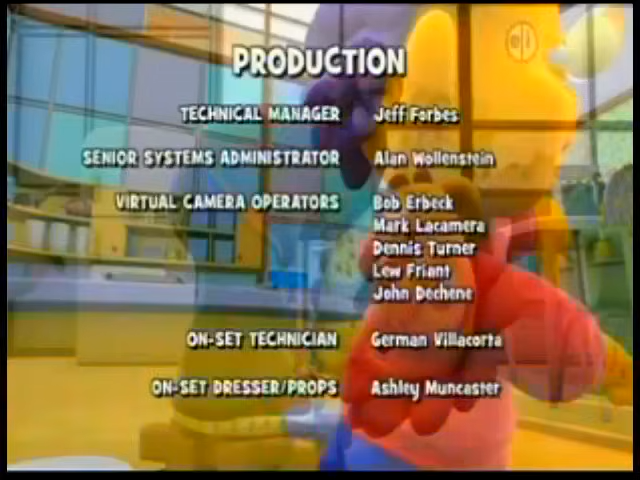 PRODUCTION
TECHNICAL MANAGER Jeff Forbes
SENIOR SYSTEMS ADMINISTRATOR Alan Wollenstein
VIRTUAL CAMERA OPERATORS Bob Erbeck
Mark Lacamera
Dennis Turner
Lew Friant
John Dechene
ON-SET TECHNICIAN German Villacorta
ON-SET DRESSER/PROPS Ashley Muncaster